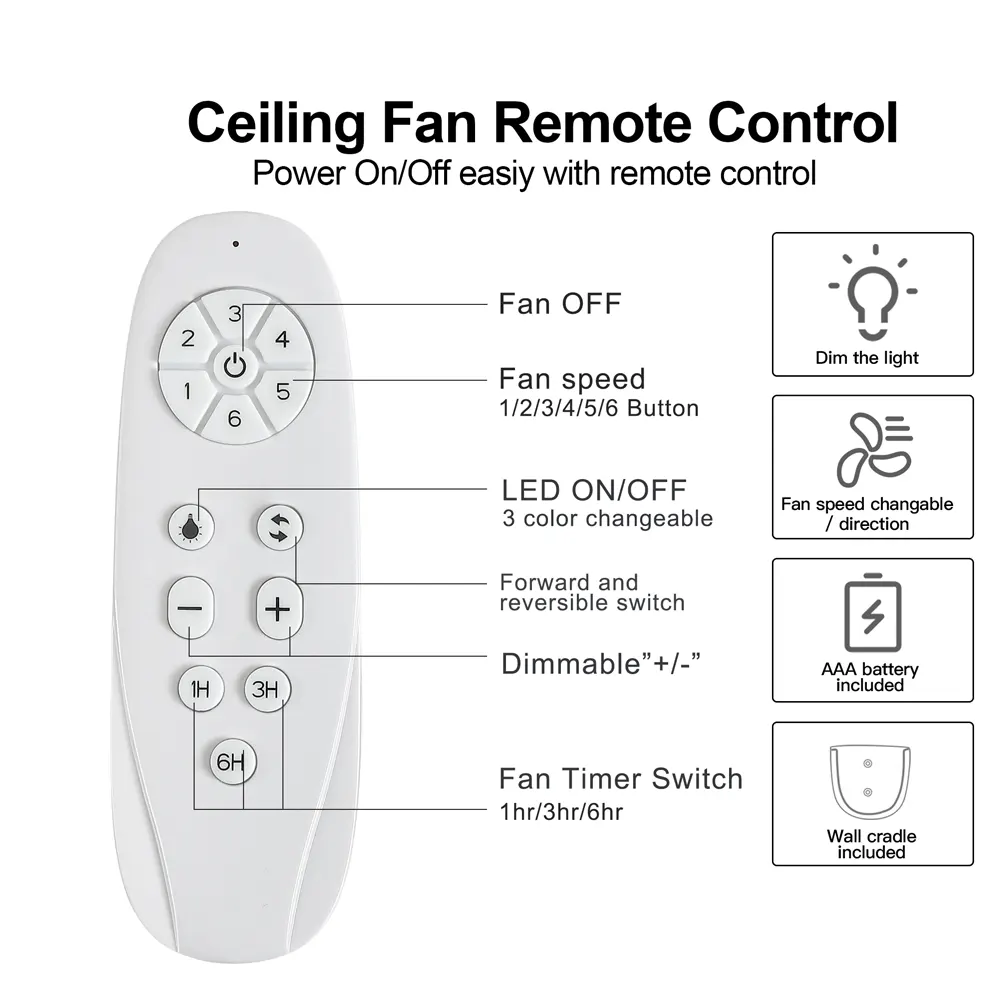 Ceiling Fan Remote Control
Power On/Off easiy with remote control
3
2
4
1
5
6
1H
3H
6H
Fan OFF
Fan speed
1/2/3/4/5/6 Button
LED ON/OFF
3 color changeable
Forward and
reversible switch
Dimmable”+/-”
Fan Timer Switch
1hr/3hr/6hr
Dim the light
Fan speed changable
/ direction
AAA battery
included
Wall cradle
included